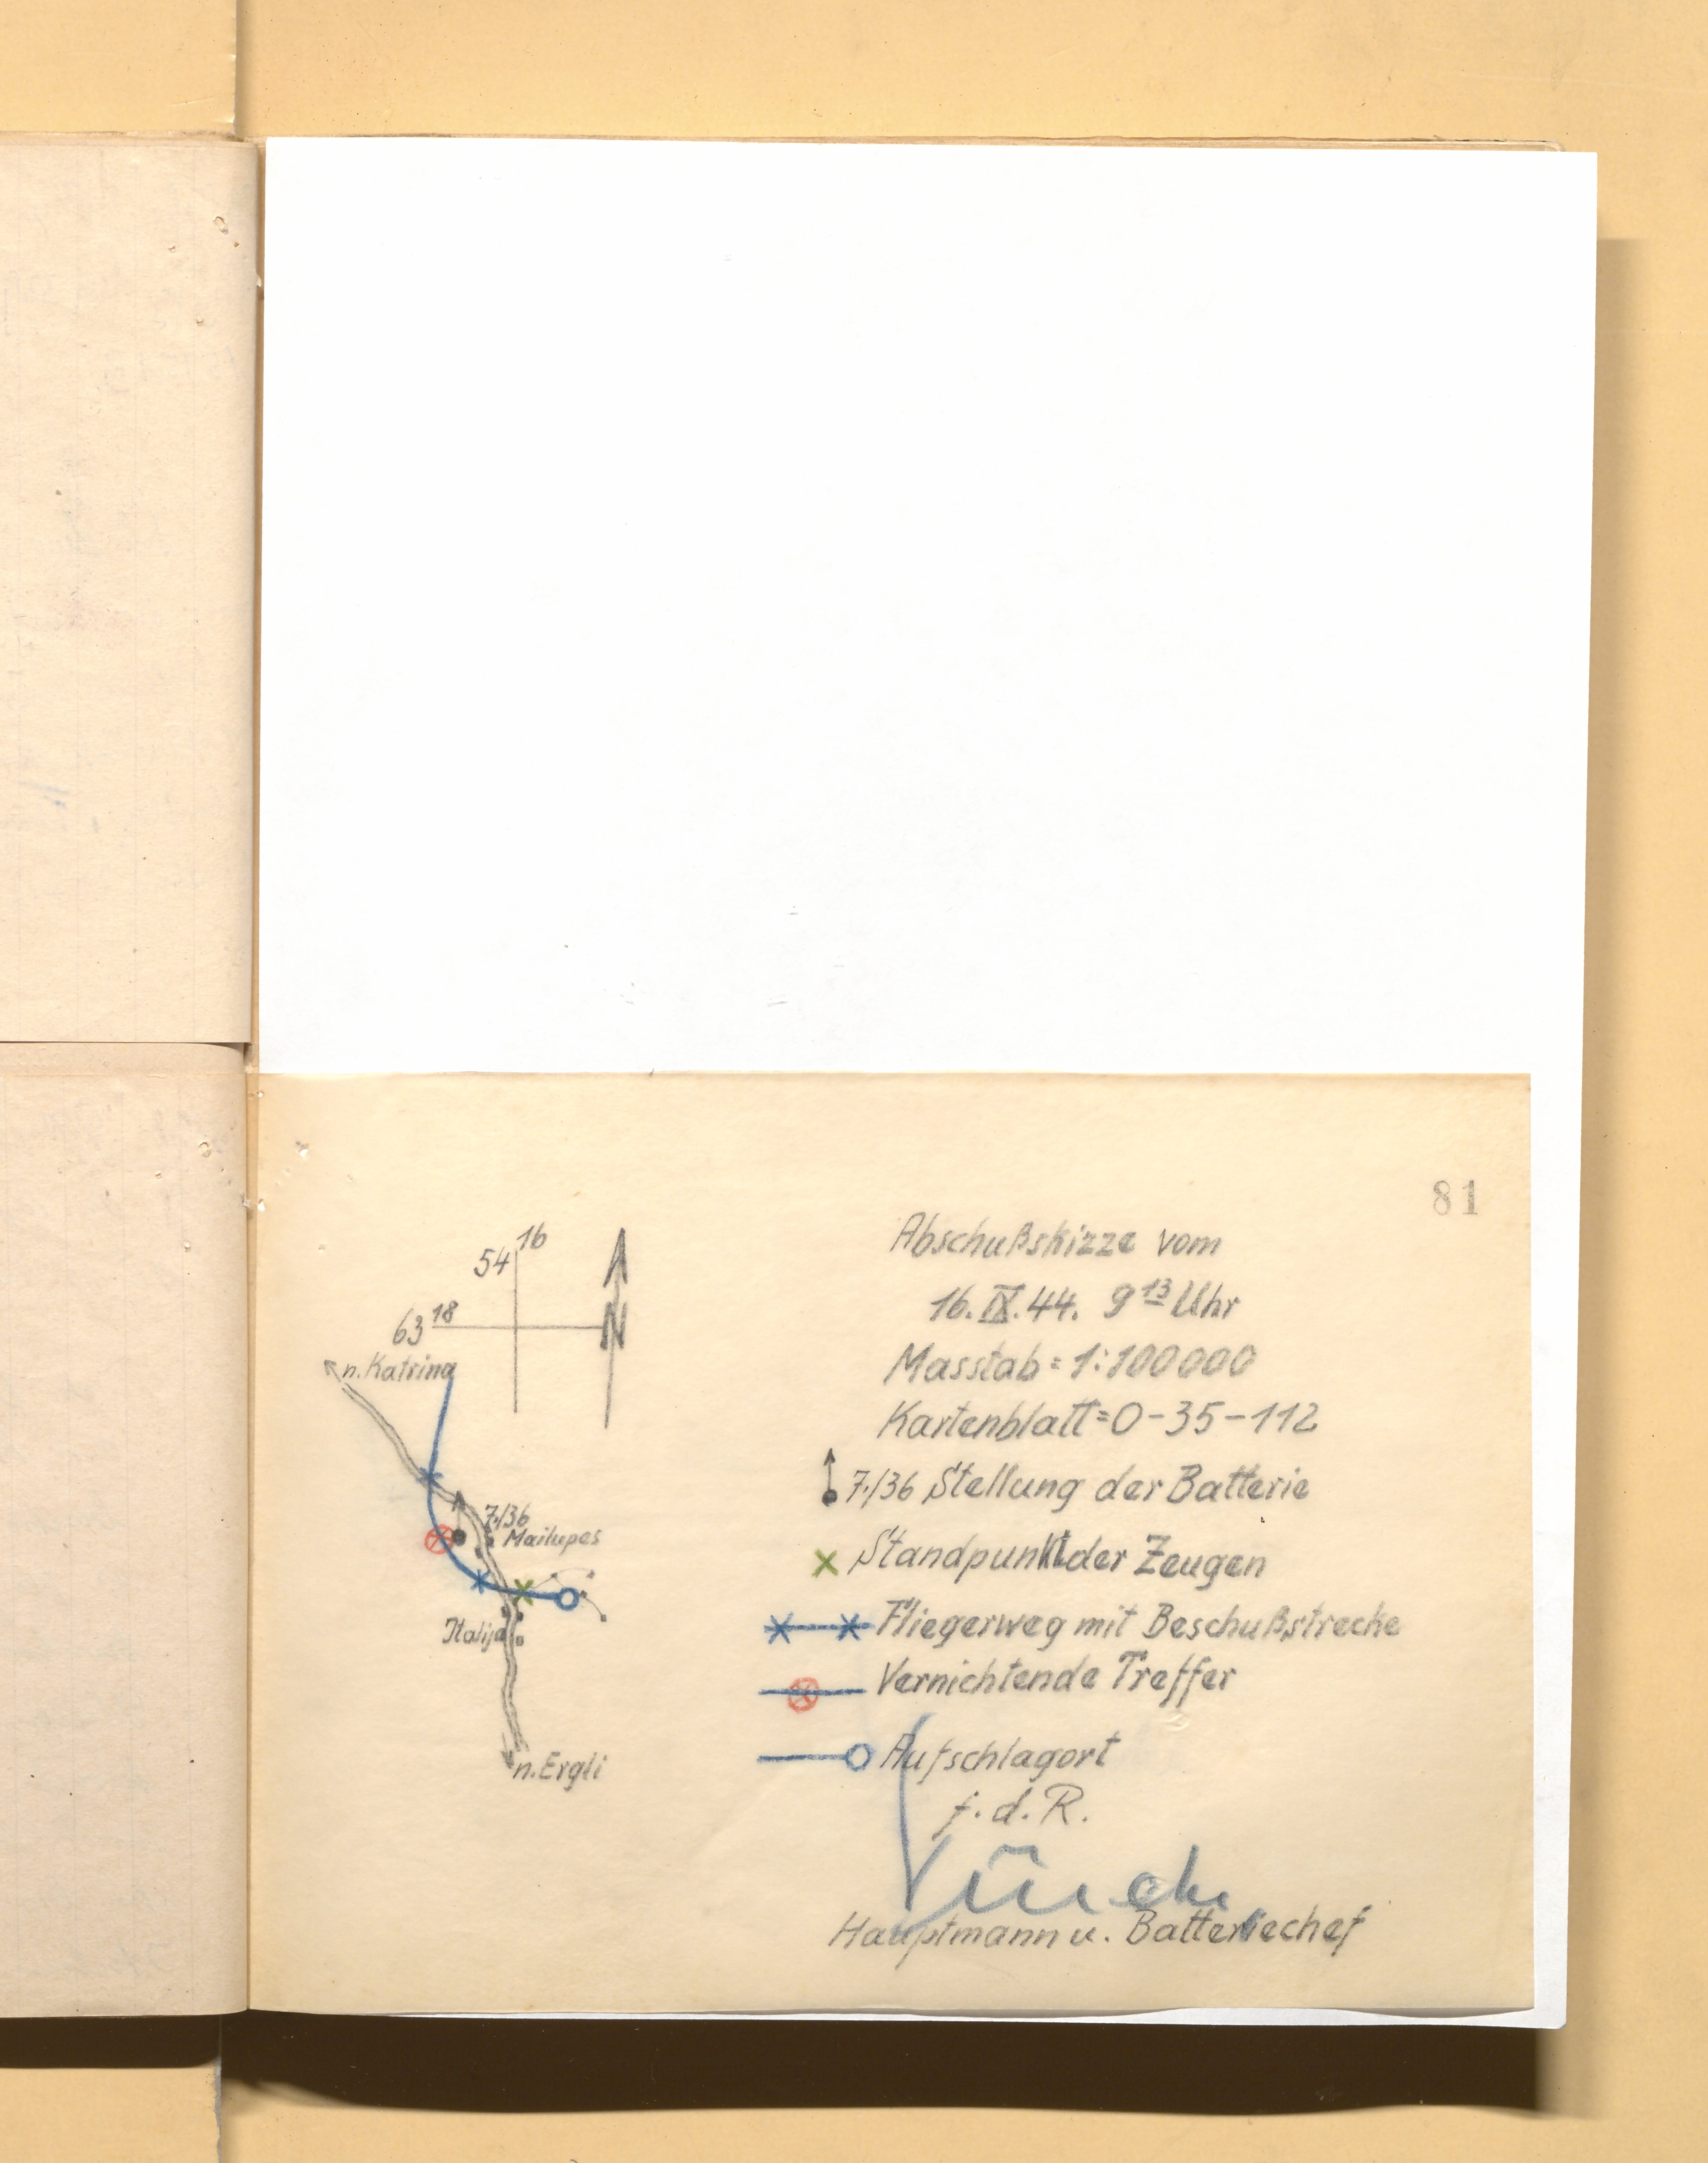 81
54 16
63 18
N
n. Katrina
7./36
Mailupes
Italija
n. Ergli
Abschußskizze vom
16. IX. 44. 9 13 Uhr
Masstab = 1:100000
Kartenblatt = O-35-112
7./36 Stellung der Batterie
Standpunkt der Zeugen
Fliegerweg mit Beschußstrecke
Vernichtende Treffer
Aufschlagort
f. d. R.
Hauptmann u. Batteriechef